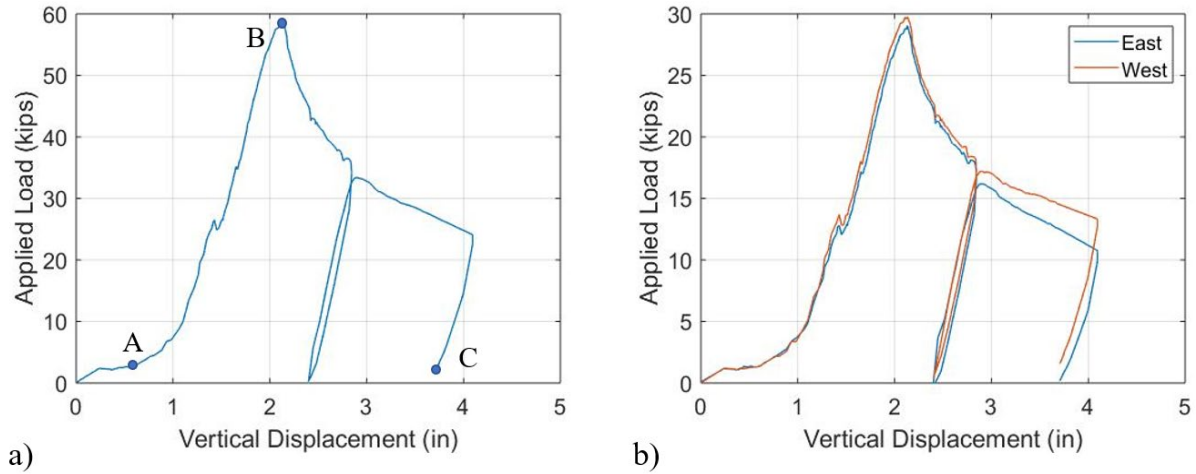 60
50
40
30
20
10
0
Applied Load (kips)
B
A
C
0 1 2 3 4 5
Vertical Displacement (in)
a)
30
25
20
15
10
5
0
Applied Load (kips)
East
West
0 1 2 3 4 5
Vertical Displacement (in)
b)